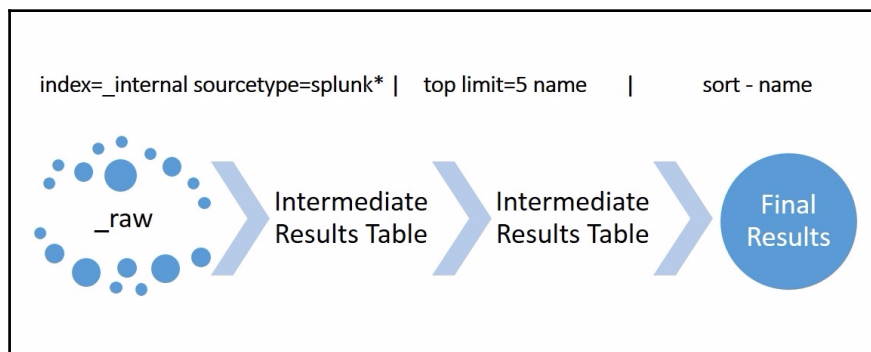 index=_internal sourcetype=splunk* | top limit=5 name | sort - name
_raw
Intermediate
Results Table
Intermediate
Results Table
Final
Results